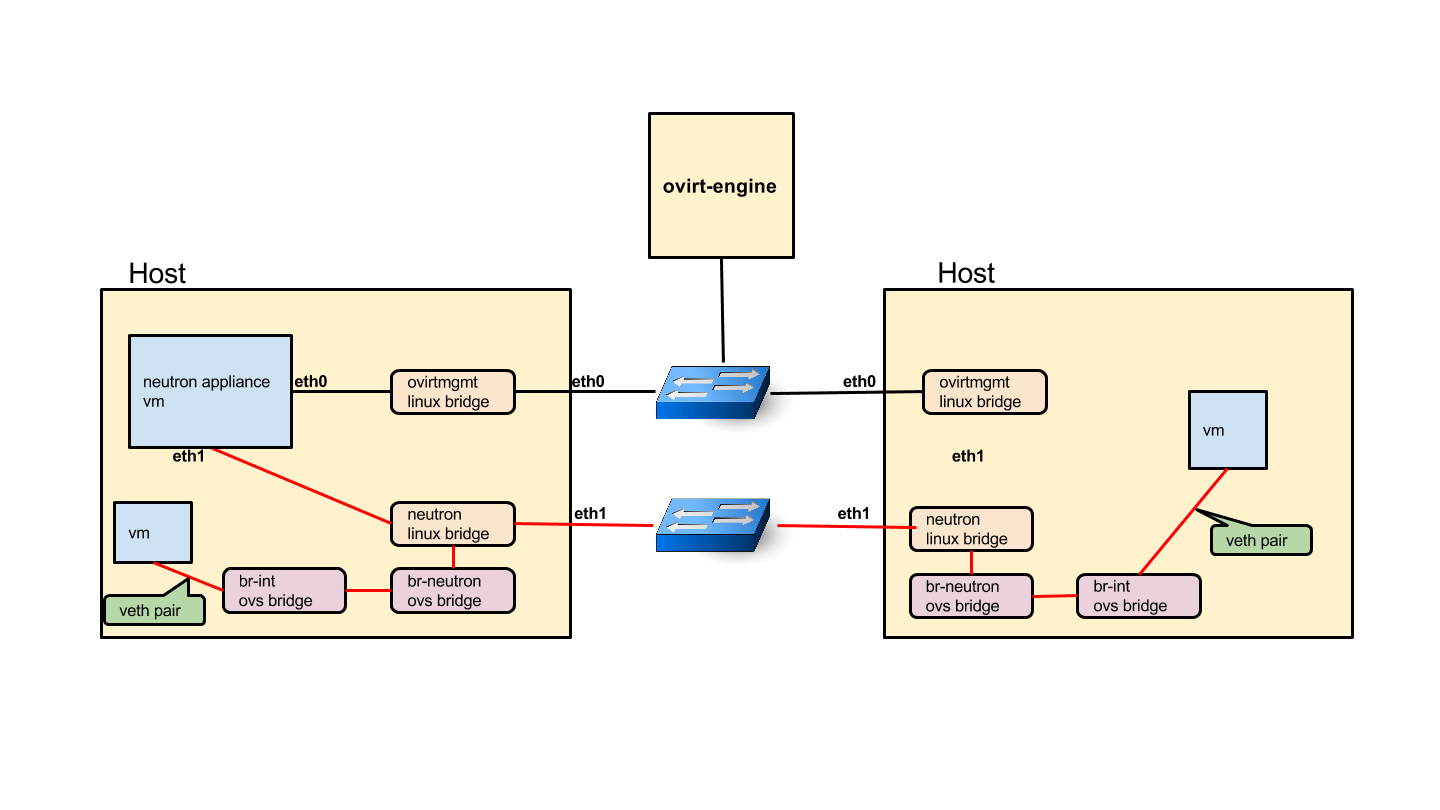 ovirt-engine
Host
neutron appliance
vm
eth0
ovirtmgmt
linux bridge
eth0
eth1
neutron
linux bridge
eth1
vm
br-int
ovs bridge
br-neutron
ovs bridge
veth pair
Host
eth0
ovirtmgmt
linux bridge
vm
eth1
eth1
neutron
linux bridge
veth pair
br-neutron
ovs bridge
br-int
ovs bridge